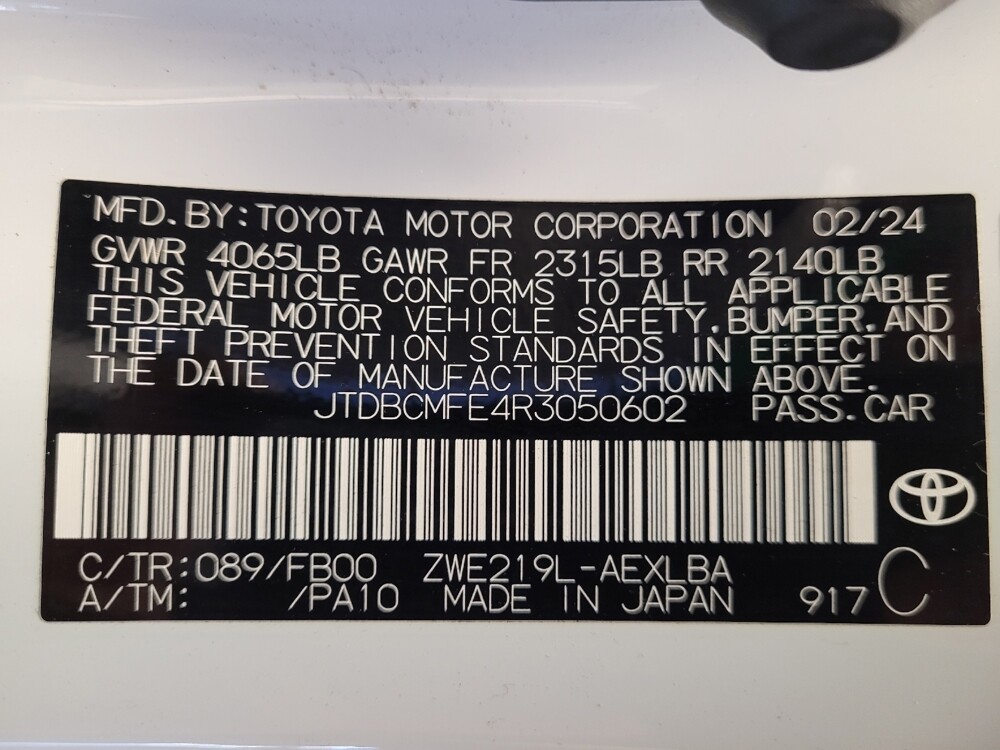 MFD. BY: TOYOTA MOTOR CORPORATION 02/24
GVWR 4065LB GAWR FR 2315LB RR 2140LB
THIS VEHICLE CONFORMS TO ALL APPLICABLE
FEDERAL MOTOR VEHICLE SAFETY, BUMPER, AND
THEFT PREVENTION STANDARDS IN EFFECT ON
THE DATE OF MANUFACTURE SHOWN ABOVE.
JTDBCMFE4R3050602 PASS. CAR
C/TR: 089/FB00 ZWE219L-AEXLBA
A/TM: /PA10 MADE IN JAPAN 917 C